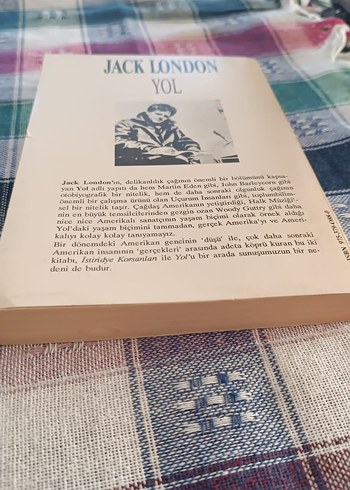 JACK LONDON
YOL
Jack London'ın, delikanlılık çağının önemli bir bölümünü kapsa-
yan Yol adlı yapıtı da hem Martin Eden gibi, John Barleycorn gibi
otobiyografik bir nitelik, hem de daha sonraki olgunluk çağının
önemli bir çalışma ürünü olan Uçurum İnsanları gibi, toplumbilim-
sel bir nitelik taşır. Çağdaş Amerikanın yetiştirdiği, Halk Müziği'-
nin en büyük temsilcilerinden gezgin ozan Woody Guttry gibi daha
nice nice Amerikalı sanatçının yaşam biçimi olarak örnek aldığı
Yol'daki yaşam biçimini tanımadan, gerçek Amerika'yı ve Ameri-
kalıyı kolay kolay tanıyamayız.
Bir dönemdeki Amerikan gencinin 'düşü' ile, çok daha sonraki
Amerikan insanının 'gerçekleri' arasında adeta köprü kuran bu iki
kitabı, İstiridye Korsanları ile Yol'u bir arada sunuşumuzun bir ne-
deni de budur.
ISBN